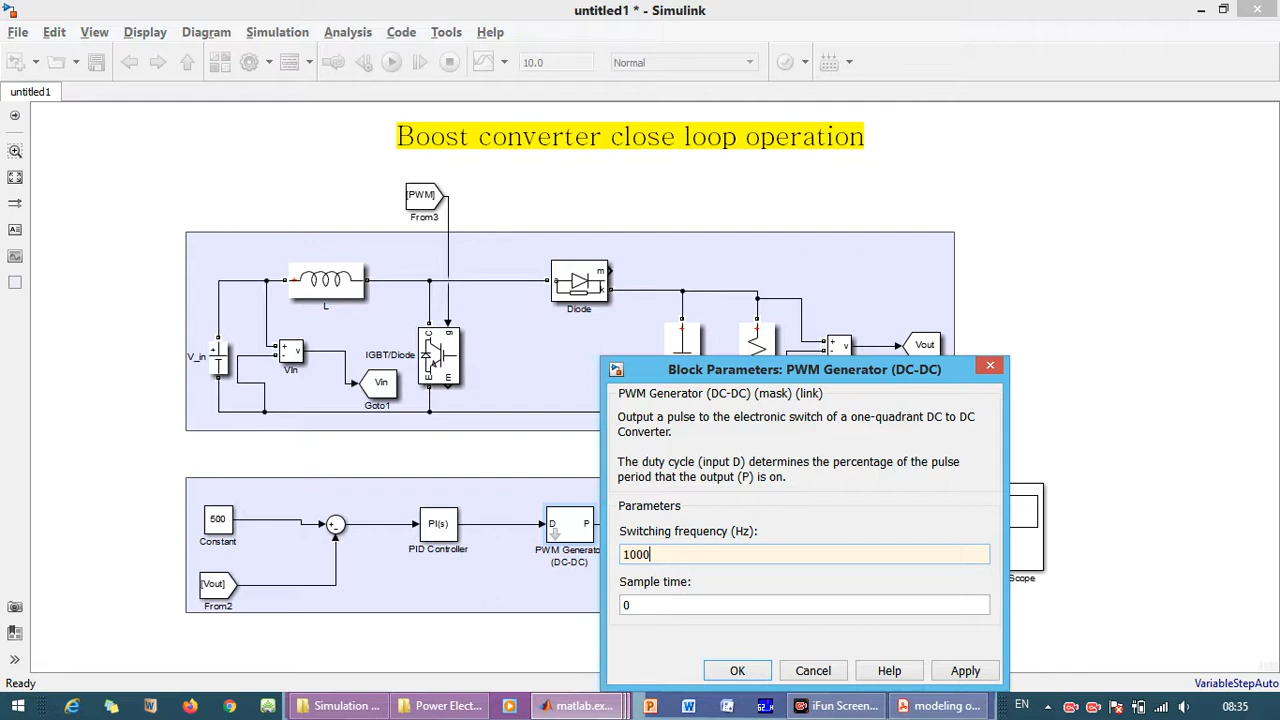 untitled1 * - Simulink
File Edit View Display Diagram Simulation Analysis Code Tools Help
10.0 Normal
untitled1
Boost converter close loop operation
[PWM]
From3
L
m
a
k
Diode
V_in
+
-
v
VIn
Vin
Goto1
IGBT/Diode
C
g
E
m
+
-
v
Vout
500
Constant
[Vout]
From2
PI(s)
PID Controller
D P
PWM Generator
(DC-DC)
Scope
Block Parameters: PWM Generator (DC-DC)
PWM Generator (DC-DC) (mask) (link)
Output a pulse to the electronic switch of a one-quadrant DC to DC
Converter.
The duty cycle (input D) determines the percentage of the pulse
period that the output (P) is on.
Parameters
Switching frequency (Hz):
1000
Sample time:
0
OK Cancel Help Apply
Ready VariableStepAuto
Simulation ... Power Elect... matlab.ex... iFun Screen... modeling o... EN 08:35